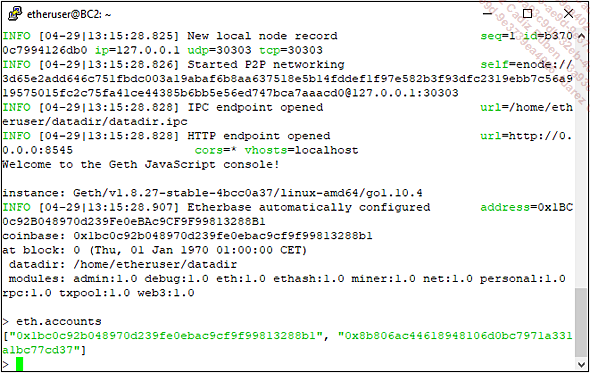 etheruser@BC2: ~
INFO [04-29|13:15:28.825] New local node record seq=1 id=b370
0c7994126db0 ip=127.0.0.1 udp=30303 tcp=30303
INFO [04-29|13:15:28.826] Started P2P networking self=enode://
3d65e2add646c751fbdc003a19abaf6b8aa637518e5b14fddef1f97e582b3f93dfc2319ebb7c56a9
19575015fc2c75fa41ce44385b6bb5e56ed747bca7aaacd0@127.0.0.1:30303
INFO [04-29|13:15:28.828] IPC endpoint opened url=/home/eth
eruser/datadir/datadir.ipc
INFO [04-29|13:15:28.828] HTTP endpoint opened url=http://0.
0.0.0:8545 cors=* vhosts=localhost
Welcome to the Geth JavaScript console!
instance: Geth/v1.8.27-stable-4bcc0a37/linux-amd64/go1.10.4
INFO [04-29|13:15:28.907] Etherbase automatically configured address=0x1BC
0c92B048970d239Fe0eBAc9CF9F99813288B1
coinbase: 0x1bc0c92b048970d239fe0ebac9cf9f99813288b1
at block: 0 (Thu, 01 Jan 1970 01:00:00 CET)
datadir: /home/etheruser/datadir
modules: admin:1.0 debug:1.0 eth:1.0 ethash:1.0 miner:1.0 net:1.0 personal:1.0
rpc:1.0 txpool:1.0 web3:1.0
> eth.accounts
["0x1bc0c92b048970d239fe0ebac9cf9f99813288b1", "0x8b806ac44618948106d0bc7971a331
a1bc77cd37"]
>